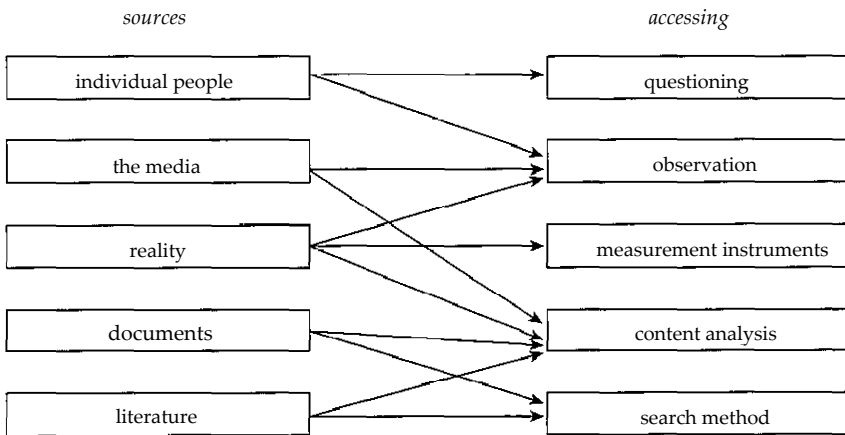 sources
accessing
individual people
questioning
the media
observation
reality
measurement instruments
documents
content analysis
literature
search method